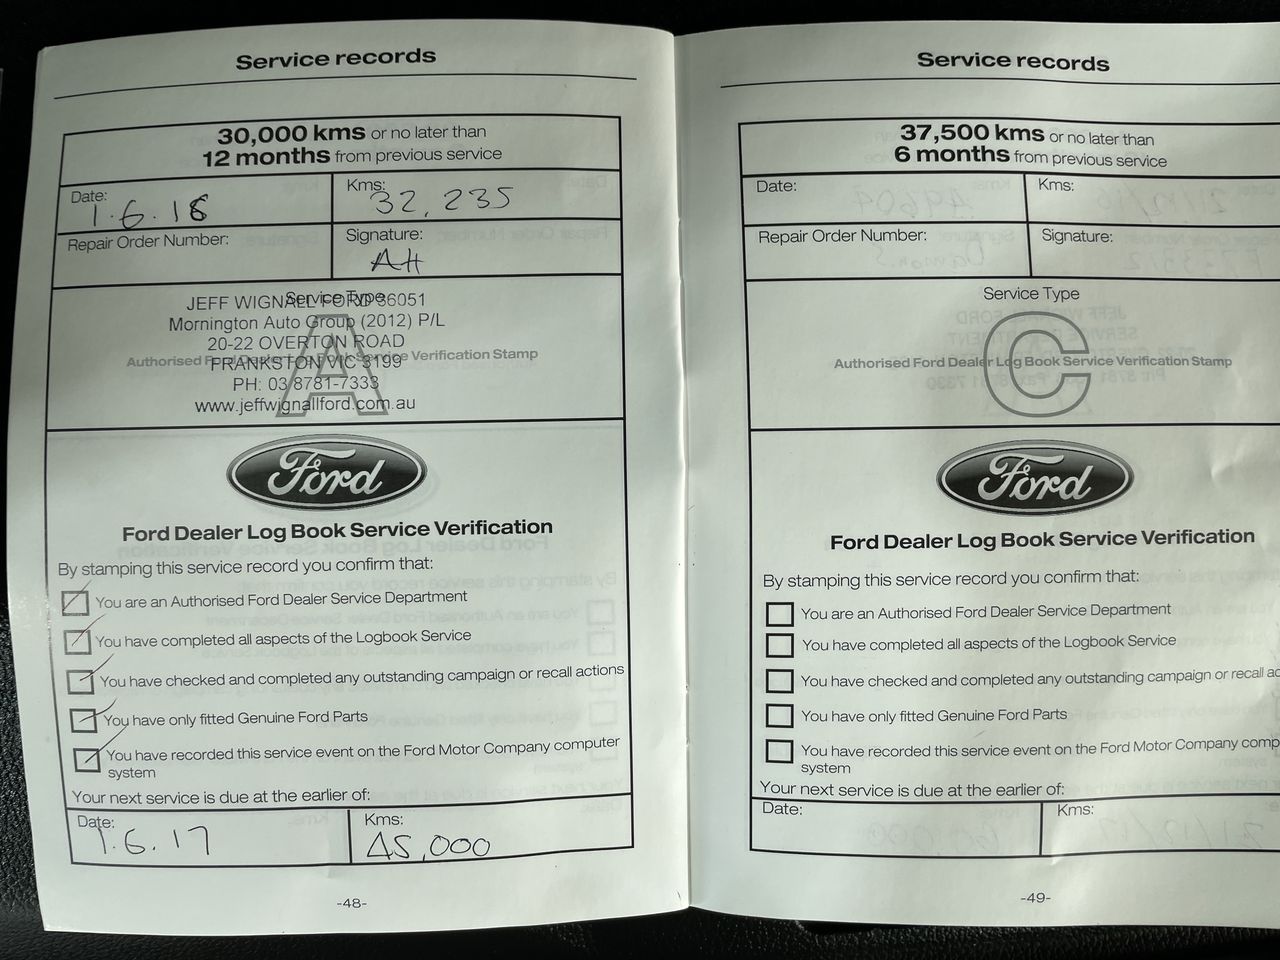 Service records
30,000 kms or no later than
12 months from previous service
Date:
1.6.16
Kms:
32,235
Repair Order Number:
Signature:
AH
Service Type
JEFF WIGNALL FORD 36051
Mornington Auto Group (2012) P/L
20-22 OVERTON ROAD
Authorised Ford Dealer Log Book Service Verification Stamp
FRANKSTON VIC 3199
PH: 03 8781-7333
www.jeffwignallford.com.au
A
Ford
Ford Dealer Log Book Service Verification
By stamping this service record you confirm that:
You are an Authorised Ford Dealer Service Department
You have completed all aspects of the Logbook Service
You have checked and completed any outstanding campaign or recall actions
You have only fitted Genuine Ford Parts
You have recorded this service event on the Ford Motor Company computer
system
Your next service is due at the earlier of:
Date:
1.6.17
Kms:
45,000
-48-
Service records
37,500 kms or no later than
6 months from previous service
Date:
Kms:
Repair Order Number:
Signature:
Service Type
Authorised Ford Dealer Log Book Service Verification Stamp
C
Ford
Ford Dealer Log Book Service Verification
By stamping this service record you confirm that:
You are an Authorised Ford Dealer Service Department
You have completed all aspects of the Logbook Service
You have checked and completed any outstanding campaign or recall ac
You have only fitted Genuine Ford Parts
You have recorded this service event on the Ford Motor Company comp
system
Your next service is due at the earlier of:
Date:
Kms:
-49-